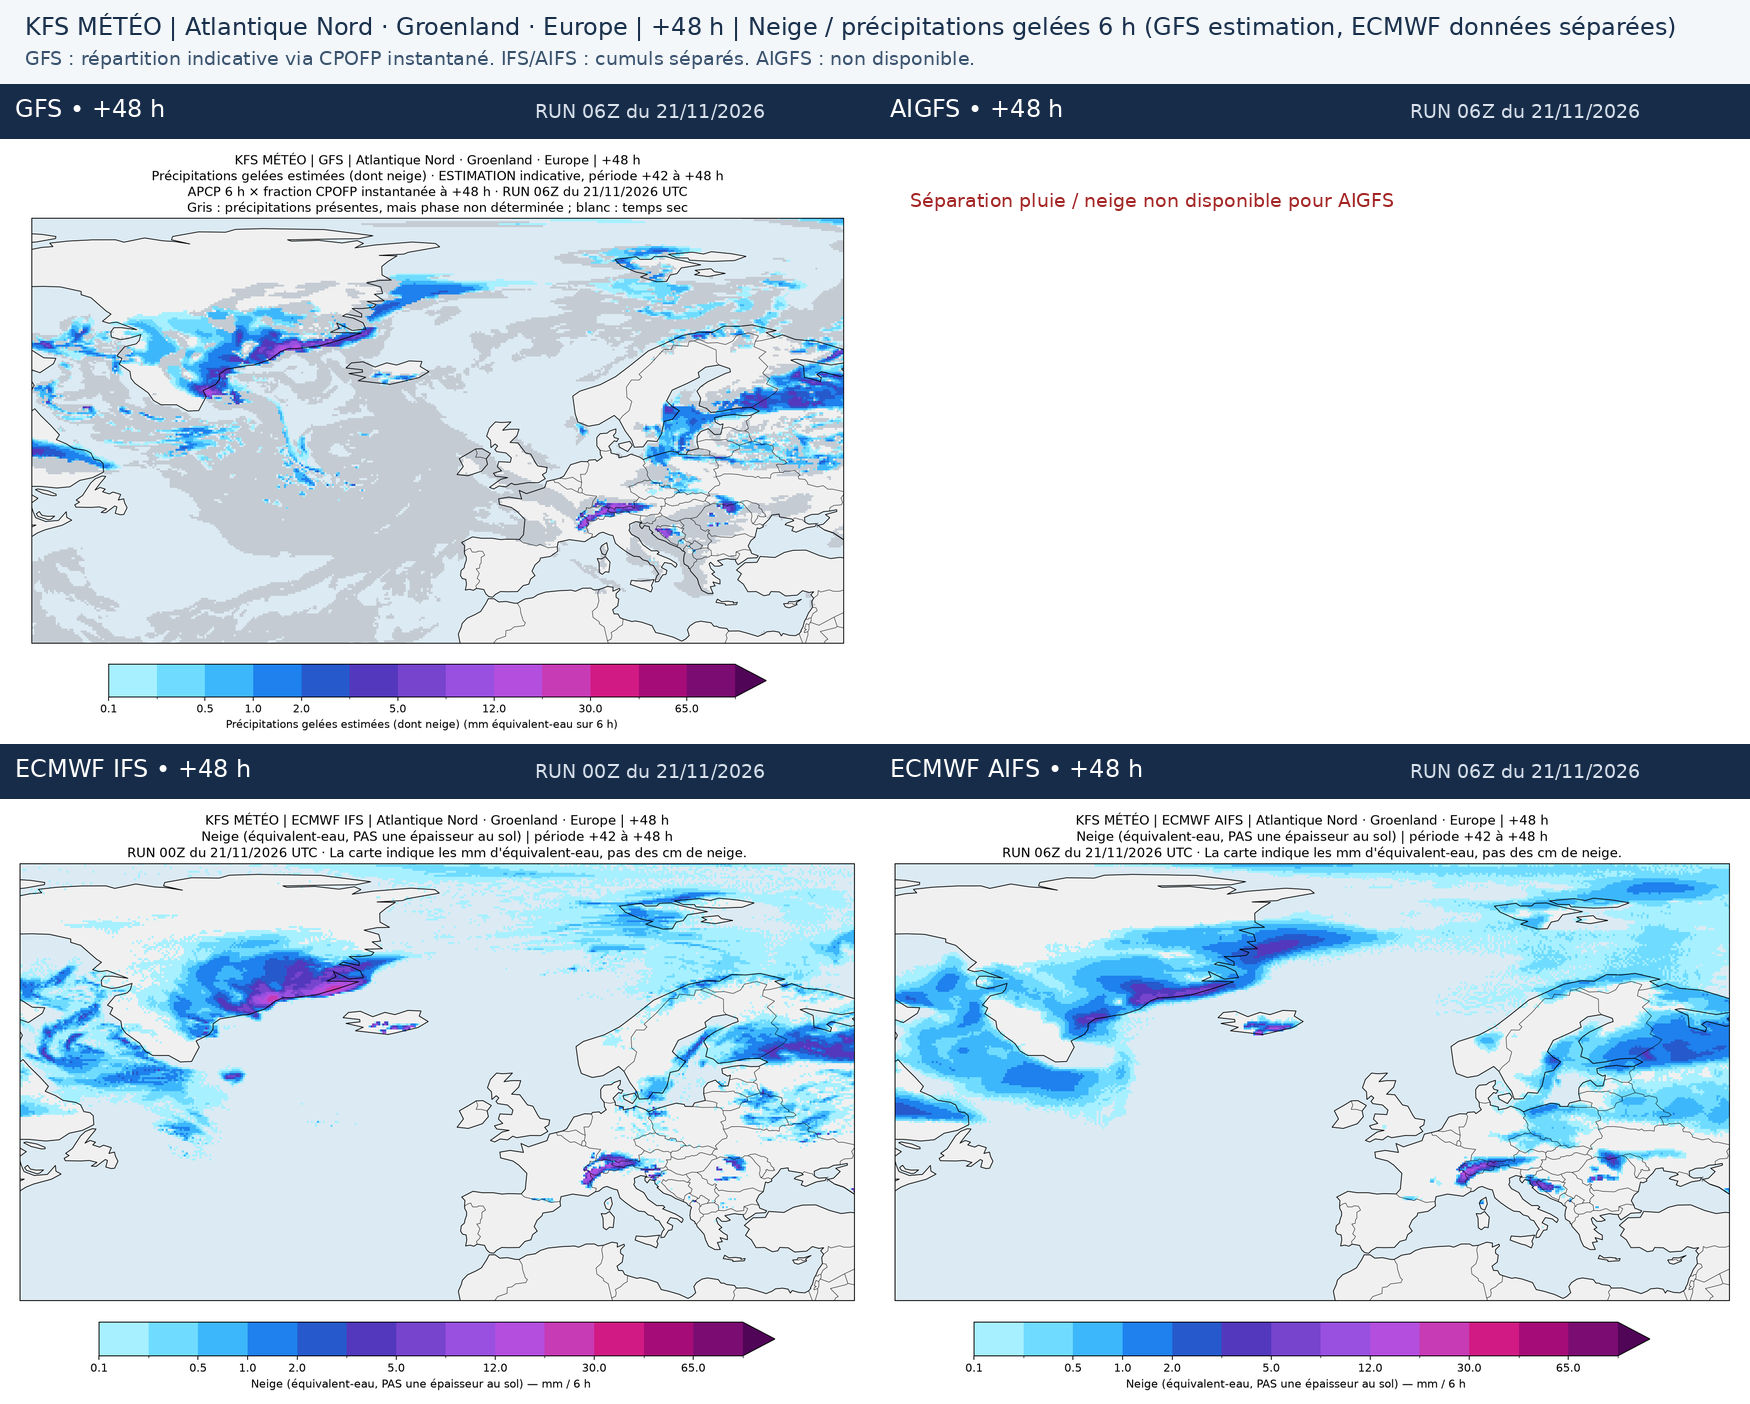 KFS MÉTÉO | Atlantique Nord · Groenland · Europe | +48 h | Neige / précipitations gelées 6 h (GFS estimation, ECMWF données séparées)
GFS : répartition indicative via CPOFP instantané. IFS/AIFS : cumuls séparés. AIGFS : non disponible.
GFS • +48 h
RUN 06Z du 21/11/2026
AIGFS • +48 h
RUN 06Z du 21/11/2026
KFS MÉTÉO | GFS | Atlantique Nord · Groenland · Europe | +48 h
Précipitations gelées estimées (dont neige) · ESTIMATION indicative, période +42 à +48 h
APCP 6 h × fraction CPOFP instantanée à +48 h · RUN 06Z du 21/11/2026 UTC
Gris : précipitations présentes, mais phase non déterminée ; blanc : temps sec
Séparation pluie / neige non disponible pour AIGFS
0.1 0.5 1.0 2.0 5.0 12.0 30.0 65.0
Précipitations gelées estimées (dont neige) (mm équivalent-eau sur 6 h)
ECMWF IFS • +48 h
RUN 00Z du 21/11/2026
ECMWF AIFS • +48 h
RUN 06Z du 21/11/2026
KFS MÉTÉO | ECMWF IFS | Atlantique Nord · Groenland · Europe | +48 h
Neige (équivalent-eau, PAS une épaisseur au sol) | période +42 à +48 h
RUN 00Z du 21/11/2026 UTC · La carte indique les mm d'équivalent-eau, pas des cm de neige.
KFS MÉTÉO | ECMWF AIFS | Atlantique Nord · Groenland · Europe | +48 h
Neige (équivalent-eau, PAS une épaisseur au sol) | période +42 à +48 h
RUN 06Z du 21/11/2026 UTC · La carte indique les mm d'équivalent-eau, pas des cm de neige.
0.1 0.5 1.0 2.0 5.0 12.0 30.0 65.0
Neige (équivalent-eau, PAS une épaisseur au sol) — mm / 6 h
0.1 0.5 1.0 2.0 5.0 12.0 30.0 65.0
Neige (équivalent-eau, PAS une épaisseur au sol) — mm / 6 h